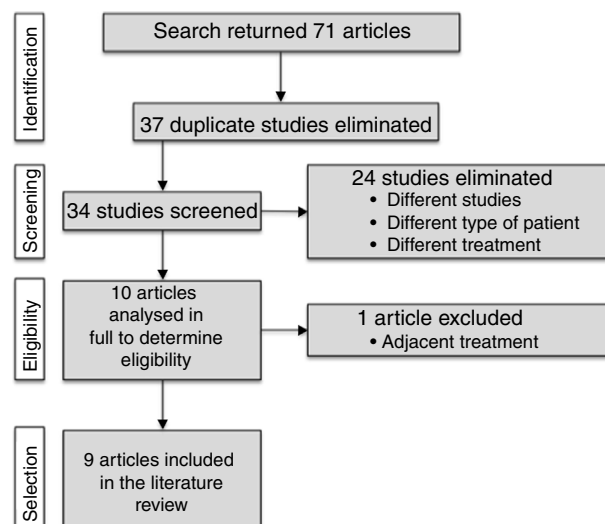 Identification
Search returned 71 articles
37 duplicate studies eliminated
Screening
34 studies screened
24 studies eliminated
• Different studies
• Different type of patient
• Different treatment
Eligibility
10 articles
analysed in
full to determine
eligibility
1 article excluded
• Adjacent treatment
Selection
9 articles included
in the literature
review